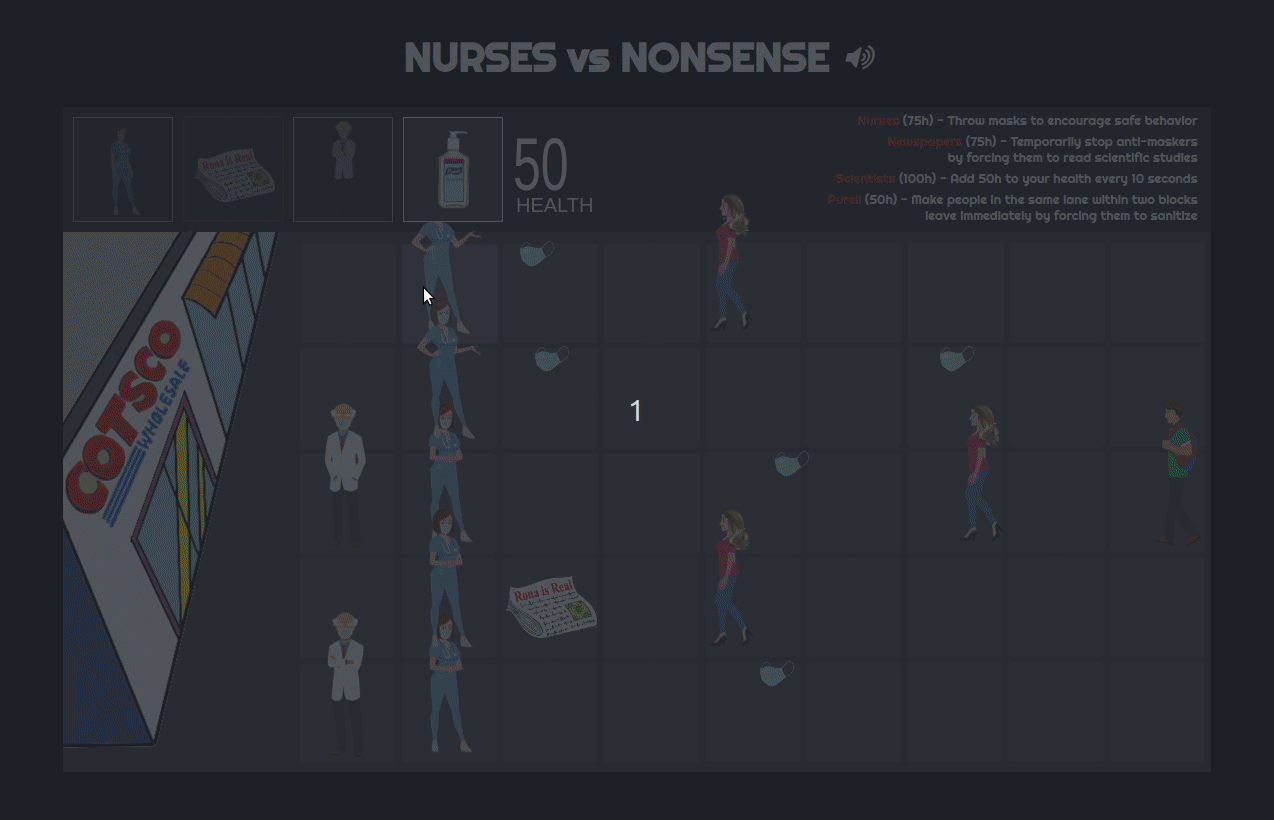 NURSES vs NONSENSE
Rona is Real
50
HEALTH
Nurses (75h) - Throw masks to encourage safe behavior
Newspapers (75h) - Temporarily stop anti-maskers
by forcing them to read scientific studies
Scientists (100h) - Add 50h to your health every 10 seconds
Purell (50h) - Make people in the same lane within two blocks
leave immediately by forcing them to sanitize
COTSCO
WHOLESALE
1
Rona is Real